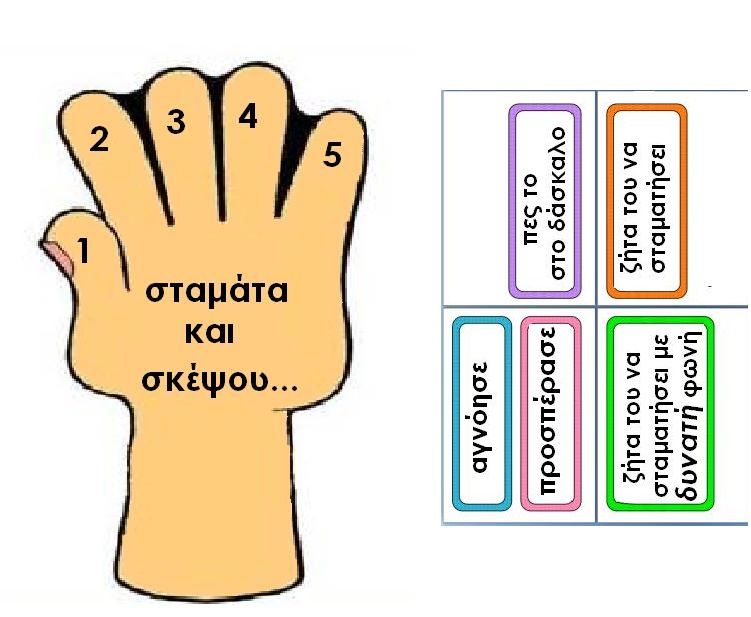 1
2
3
4
5
σταμάτα
και
σκέψου...
πες το
στο δάσκαλο
ζήτα του να
σταματήσει
αγνόησε
προσπέρασε
ζήτα του να
σταματήσει με
δυνατή φωνή